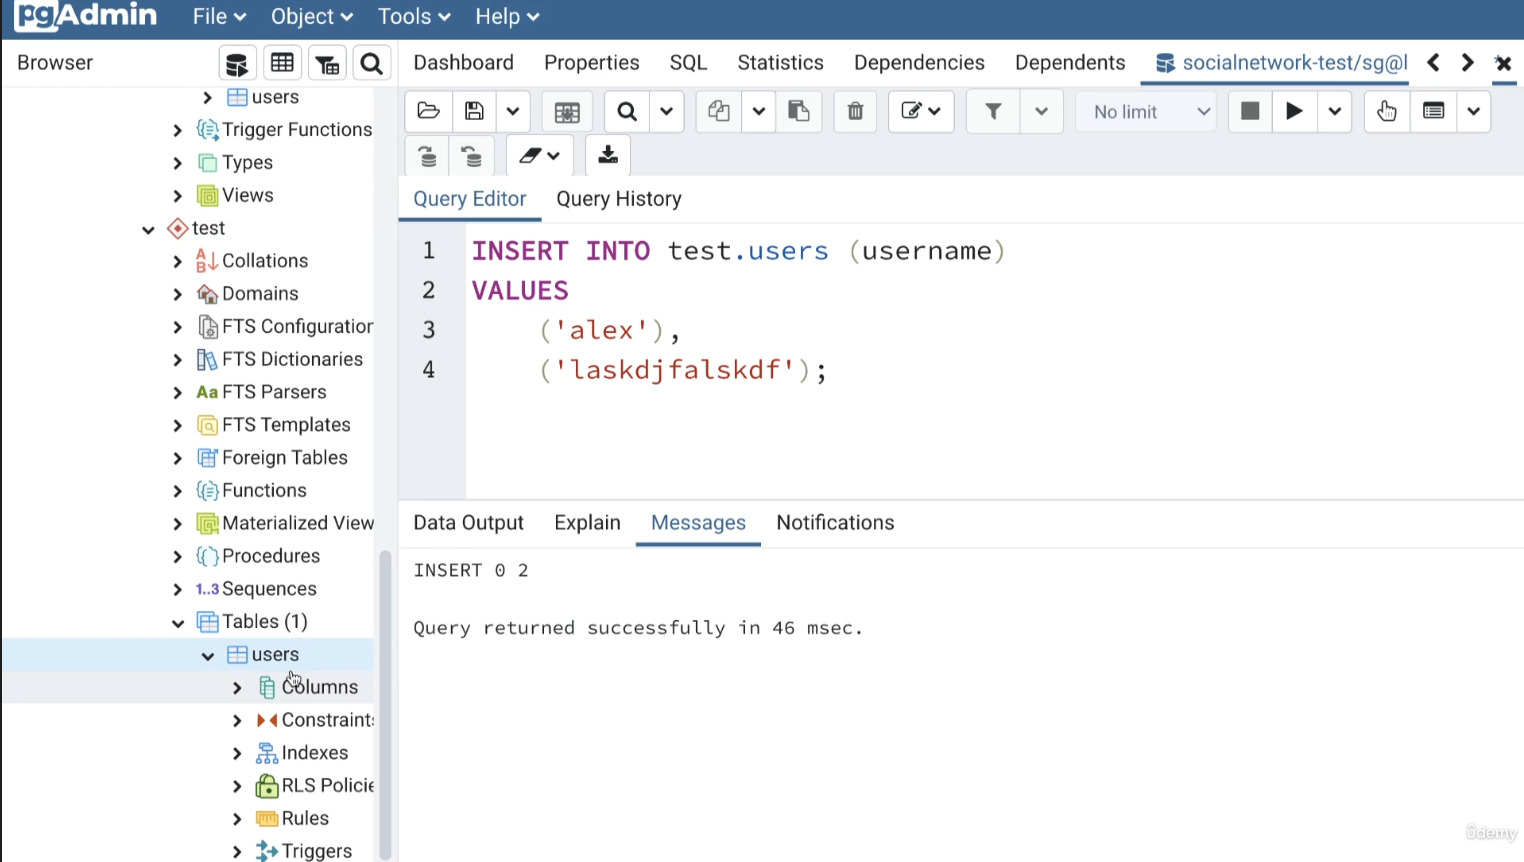 pgAdmin File Object Tools Help
Browser
Dashboard Properties SQL Statistics Dependencies Dependents socialnetwork-test/sg@l
No limit
Query Editor Query History
users
Trigger Functions
Types
Views
test
Collations
Domains
FTS Configuration
FTS Dictionaries
Aa FTS Parsers
FTS Templates
Foreign Tables
Functions
Materialized View
Procedures
1..3 Sequences
Tables (1)
users
Columns
Constraints
Indexes
RLS Policie
Rules
Triggers
1 INSERT INTO test.users (username)
2 VALUES
3 ('alex'),
4 ('laskdjfalskdf');
Data Output Explain Messages Notifications
INSERT 0 2
Query returned successfully in 46 msec.
ûdemy